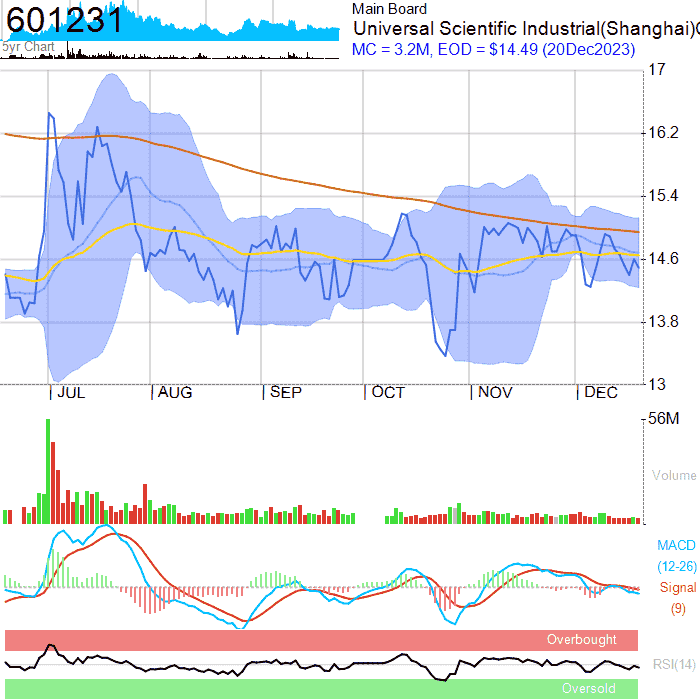 601231
5yr Chart
Main Board
Universal Scientific Industrial(Shanghai)
MC = 3.2M, EOD = $14.49 (20Dec2023)
17
16.2
15.4
14.6
13.8
13
JUL AUG SEP OCT NOV DEC
56M
Volume
MACD
(12-26)
Signal
(9)
Overbought
RSI(14)
Oversold